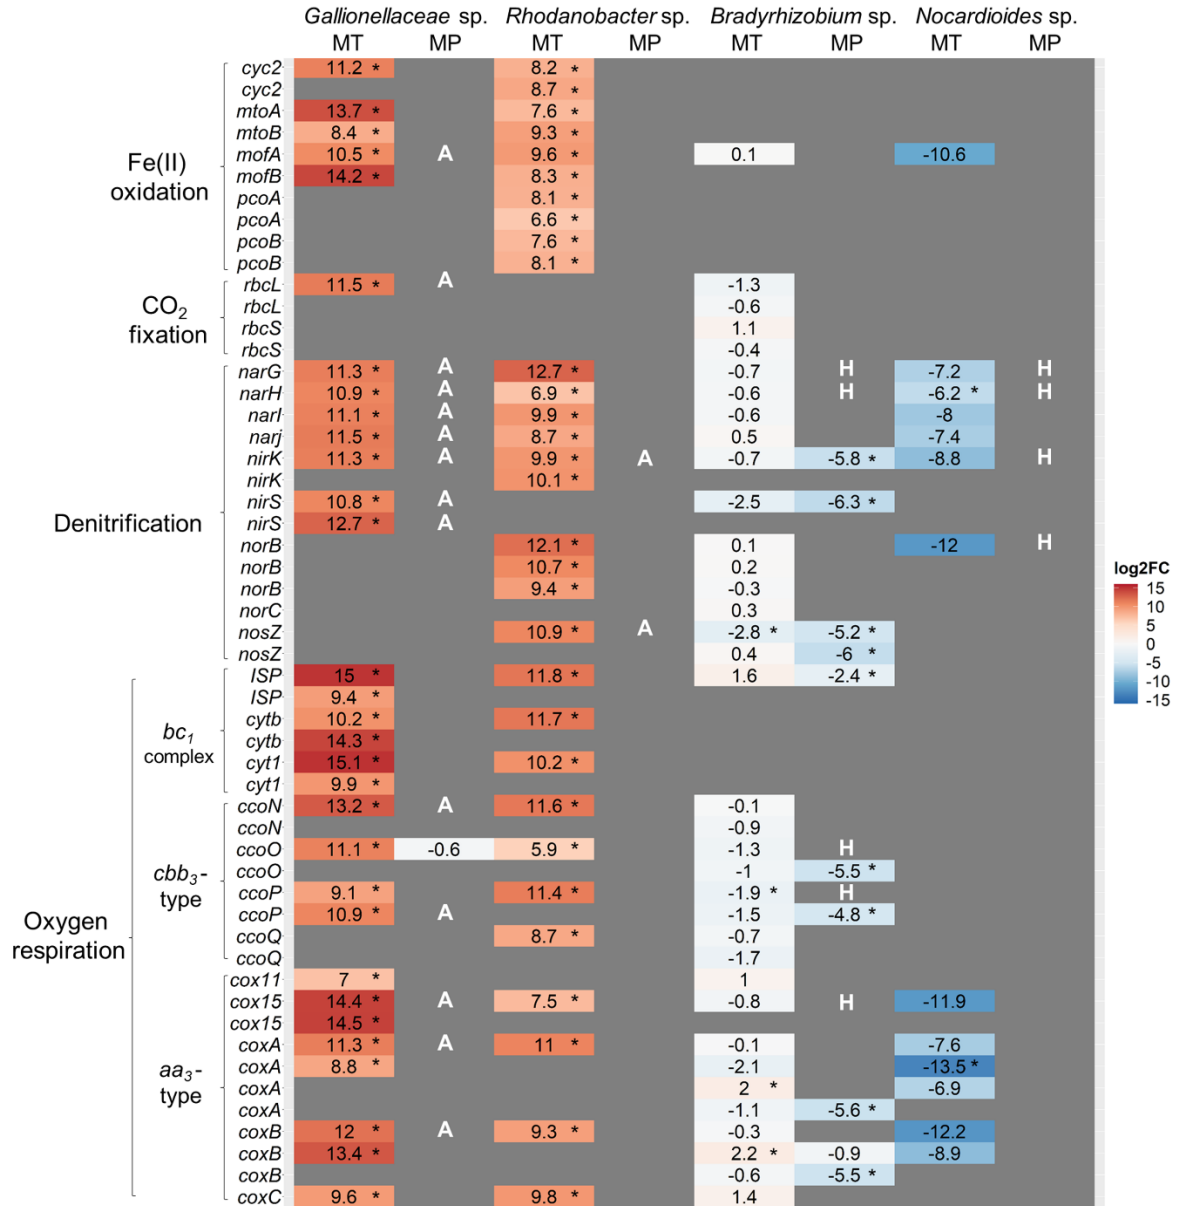 Gallionellaceae sp. Rhodanobacter sp. Bradyrhizobium sp. Nocardioides sp.
MT MP MT MP MT MP MT MP
Fe(II) oxidation
cyc2 11.2 * 8.2 *
cyc2 8.7 *
mtoA 13.7 * 7.6 *
mtoB 8.4 * 9.3 *
mofA 10.5 * A 9.6 * 0.1 -10.6
mofB 14.2 * 8.3 *
pcoA 8.1 *
pcoA 6.6 *
pcoB 7.6 *
pcoB 8.1 *
CO2 fixation
rbcL 11.5 * A -1.3
rbcL -0.6
rbcS 1.1
rbcS -0.4
Denitrification
narG 11.3 * A 12.7 * -0.7 H -7.2 H
narH 10.9 * A 6.9 * -0.6 H -6.2 * H
narI 11.1 * A 9.9 * -0.6 -8
narj 11.5 * A 8.7 * 0.5 -7.4
nirK 11.3 * A 9.9 * A -0.7 -5.8 * -8.8 H
nirK 10.1 *
nirS 10.8 * A -2.5 -6.3 *
nirS 12.7 * A
norB 12.1 * 0.1 -12 H
norB 10.7 * 0.2
norB 9.4 * -0.3
norC 0.3
nosZ 10.9 * A -2.8 * -5.2 *
nosZ 0.4 -6 *
Oxygen respiration
bc1 complex
ISP 15 * 11.8 * 1.6 -2.4 *
ISP 9.4 *
cytb 10.2 * 11.7 *
cytb 14.3 *
cyt1 15.1 * 10.2 *
cyt1 9.9 *
cbb3-type
ccoN 13.2 * A 11.6 * -0.1
ccoN -0.9
ccoO 11.1 * -0.6 5.9 * -1.3 H
ccoO -1 -5.5 *
ccoP 9.1 * 11.4 * -1.9 * H
ccoP 10.9 * A -1.5 -4.8 *
ccoQ 8.7 * -0.7
ccoQ -1.7
aa3-type
cox11 7 * 1
cox15 14.4 * A 7.5 * -0.8 H -11.9
cox15 14.5 *
coxA 11.3 * A 11 * -0.1 -7.6
coxA 8.8 * -2.1 -13.5 *
coxA 2 * -6.9
coxA -1.1 -5.6 *
coxB 12 * A 9.3 * -0.3 -12.2
coxB 13.4 * 2.2 * -0.9 -8.9
coxB -0.6 -5.5 *
coxC 9.6 * 9.8 * 1.4
log2FC
15
10
5
0
-5
-10
-15